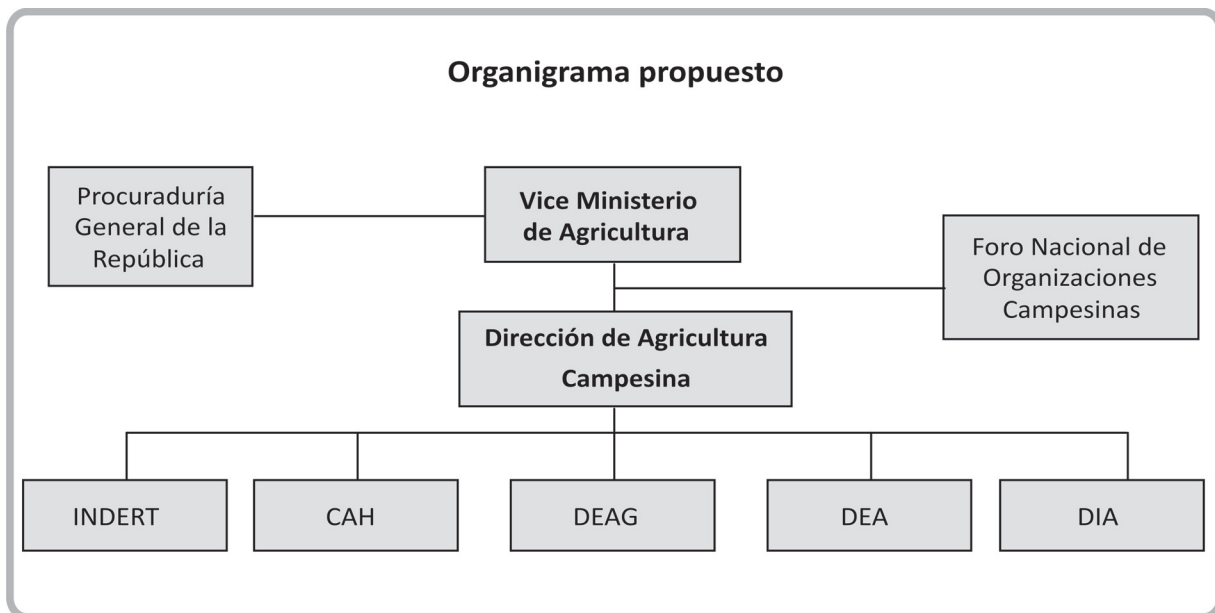 Organigrama propuesto
Procuraduría
General de la
República
Vice Ministerio
de Agricultura
Foro Nacional de
Organizaciones
Campesinas
Dirección de Agricultura
Campesina
INDERT
CAH
DEAG
DEA
DIA